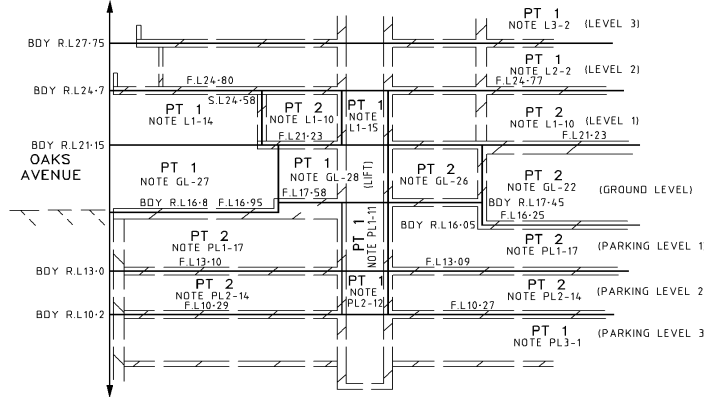 PT 1
NOTE L3-2 (LEVEL 3)
BDY R.L27·75
PT 1
NOTE L2-2 (LEVEL 2)
F.L24·80
F.L24·77
BDY R.L24·7
S.L24·58
PT 1
NOTE L1-14
PT 2
NOTE L1-10
PT 1
NOTE L1-15
PT 2
NOTE L1-10 (LEVEL 1)
F.L21·23
F.L21·23
BDY R.L21·15
OAKS AVENUE
PT 1
NOTE GL-27
PT 1
NOTE GL-28
(LIFT)
PT 2
NOTE GL-26
PT 2
NOTE GL-22
(GROUND LEVEL)
F.L17·58
BDY R.L16·8
F.L16·95
BDY R.L17·45
F.L16·25
BDY R.L16·05
PT 1
NOTE PL1-11
PT 2
NOTE PL1-17
PT 2
NOTE PL1-17
(PARKING LEVEL 1
F.L13·10
F.L13·09
BDY R.L13·0
PT 2
NOTE PL2-14
PT 1
NOTE PL2-12
PT 2
NOTE PL2-14
(PARKING LEVEL 2
F.L10·29
F.L10·27
BDY R.L10·2
PT 1
NOTE PL3-1
(PARKING LEVEL 3